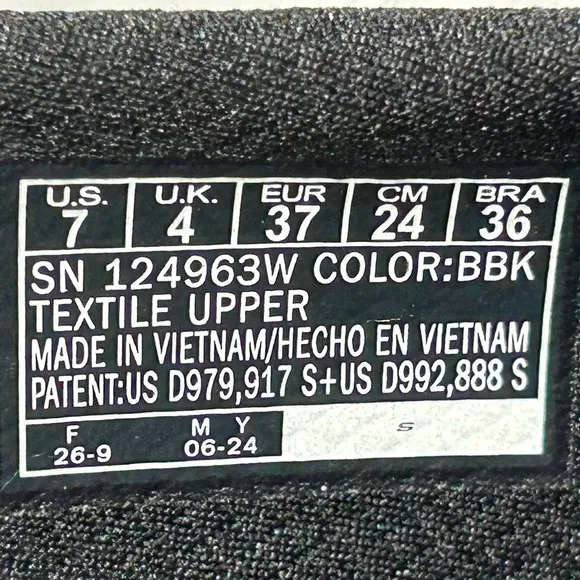 U.S. U.K. EUR CM BRA
7 4 37 24 36
SN 124963W COLOR:BBK
TEXTILE UPPER
MADE IN VIETNAM/HECHO EN VIETNAM
PATENT:US D979,917 S+US D992,888 S
F M Y
26-9 06-24
S